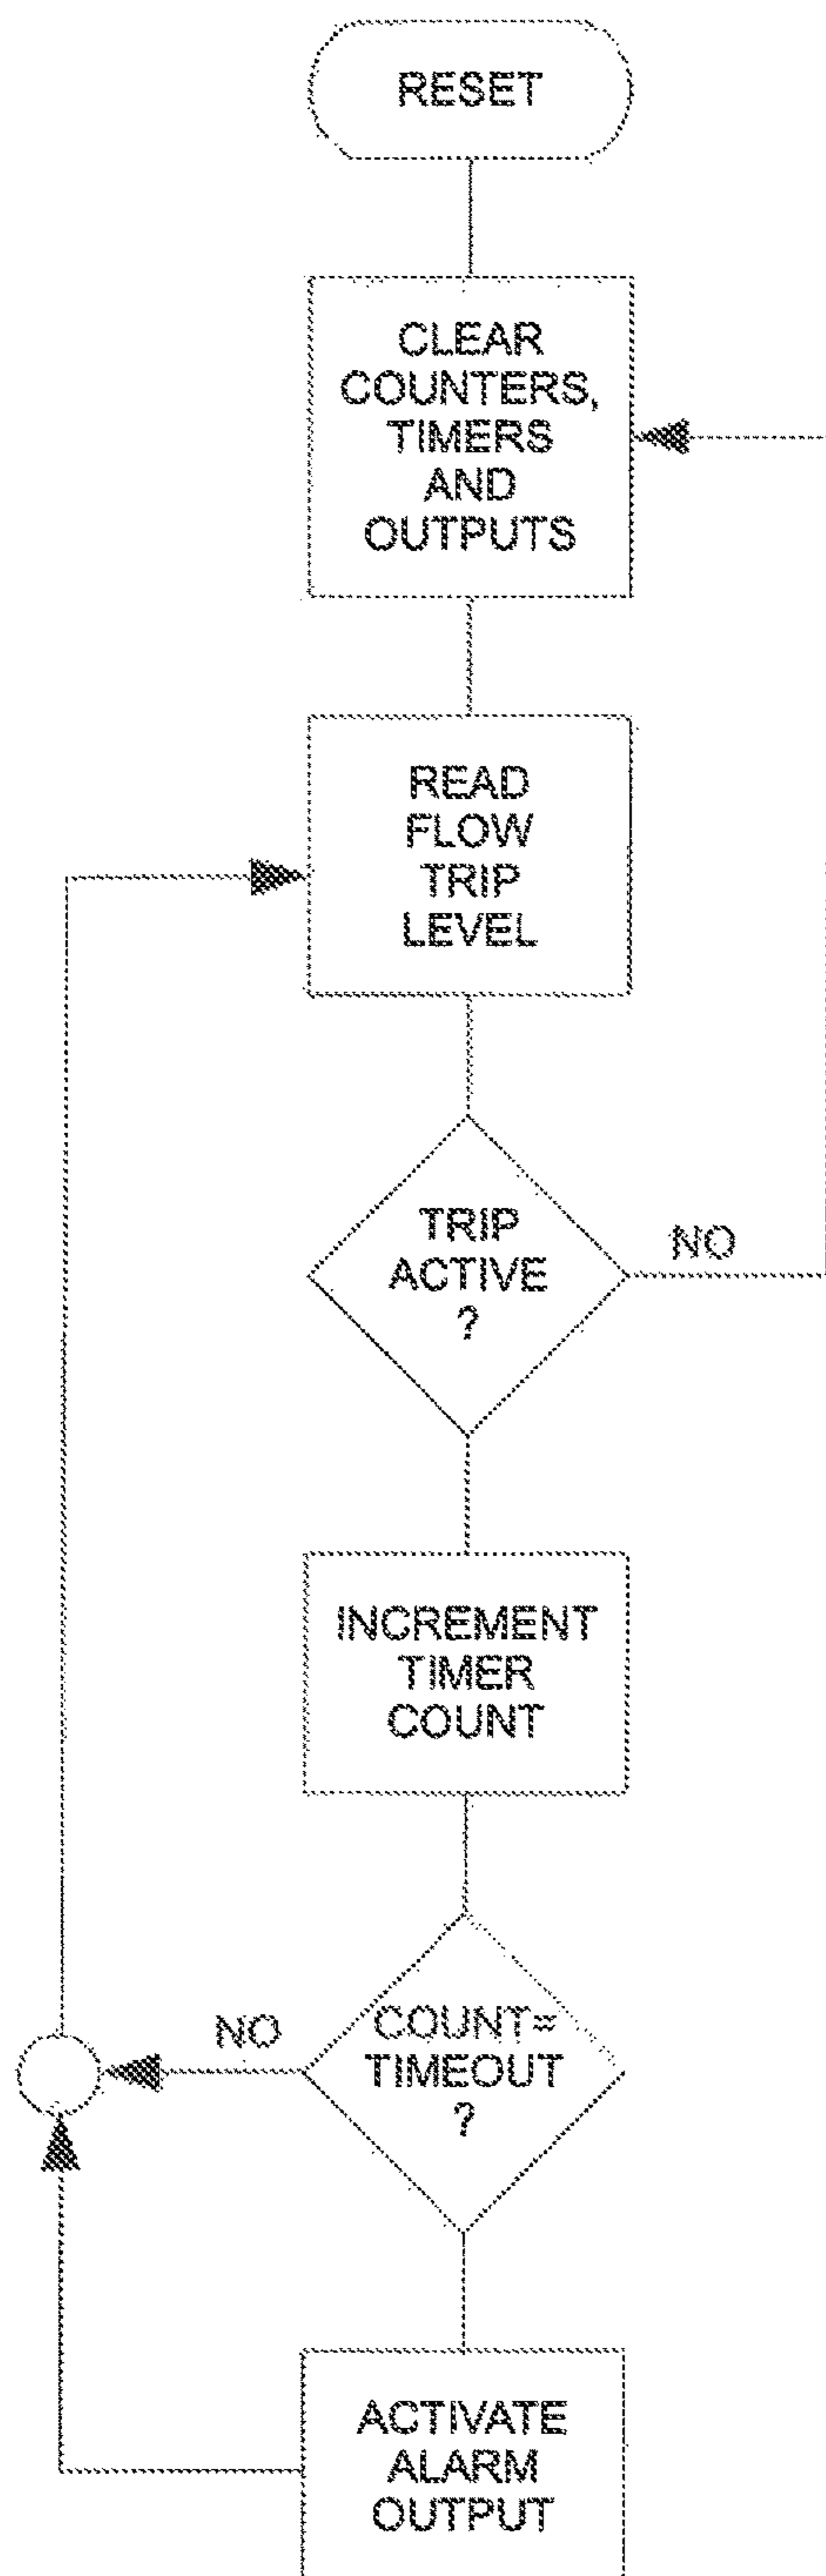 RESET
CLEAR
COUNTERS,
TIMERS
AND
OUTPUTS
READ
FLOW
TRIP
LEVEL
TRIP
ACTIVE
?
NO
INCREMENT
TIMER
COUNT
NO
COUNT=
TIMEOUT
?
ACTIVATE
ALARM
OUTPUT